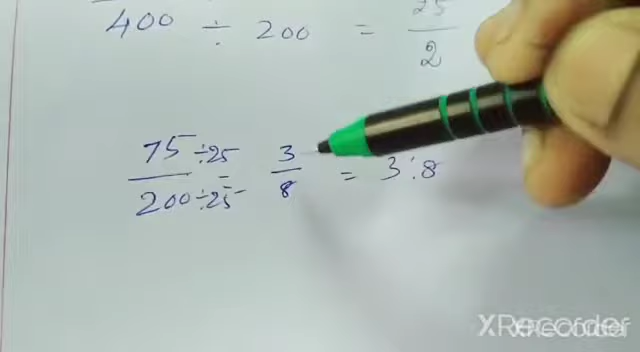 400 ÷ 200 = 25/2
75 ÷25 / 200 ÷25 = 3/8 = 3:8
XRecorder